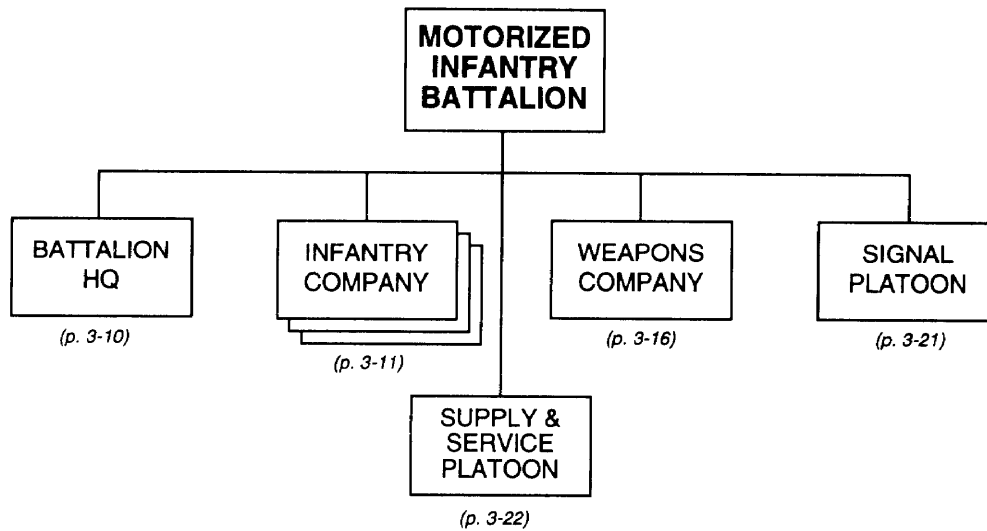 MOTORIZED
INFANTRY
BATTALION
BATTALION
HQ
(p. 3-10)
INFANTRY
COMPANY
(p. 3-11)
WEAPONS
COMPANY
(p. 3-16)
SIGNAL
PLATOON
(p. 3-21)
SUPPLY &
SERVICE
PLATOON
(p. 3-22)